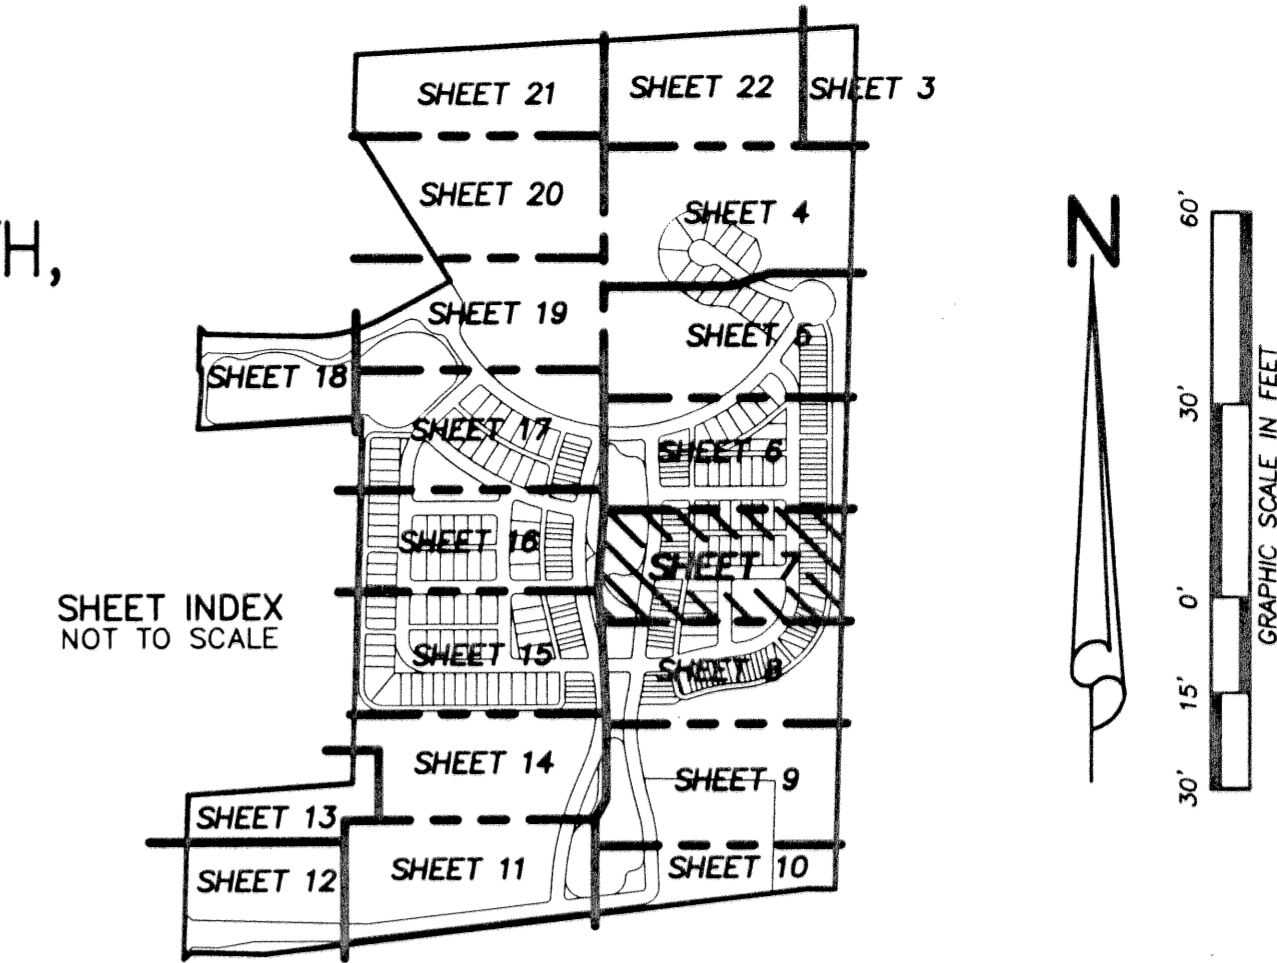 SHEET 21
SHEET 22
SHEET 3
SHEET 20
SHEET 4
TH,
SHEET 19
SHEET 5
SHEET 18
SHEET 17
SHEET 6
SHEET 16
SHEET 7
SHEET INDEX
NOT TO SCALE
SHEET 15
SHEET 8
SHEET 14
SHEET 9
SHEET 13
SHEET 12
SHEET 11
SHEET 10
N
60'
30'
0'
15'
30'
GRAPHIC SCALE IN FEET